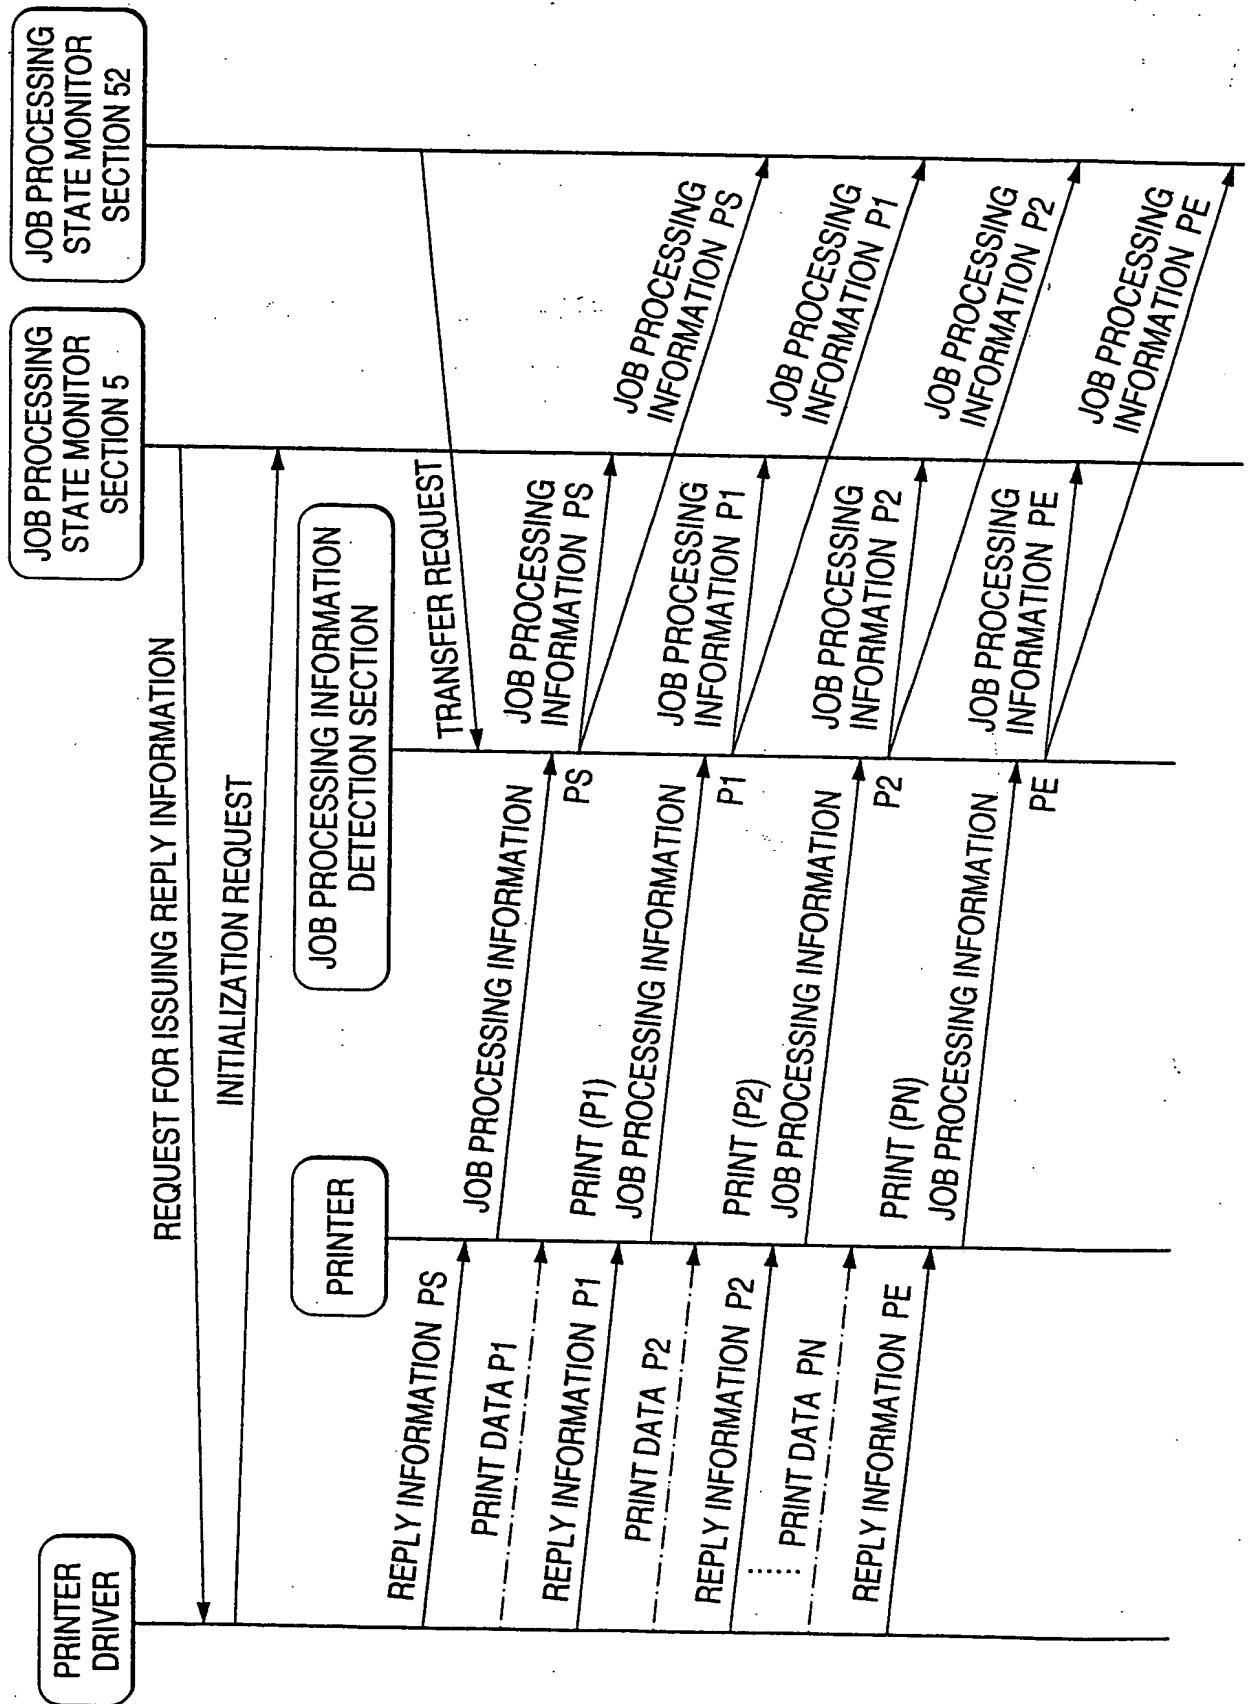 PRINTER
DRIVER
JOB PROCESSING
STATE MONITOR
SECTION 5
JOB PROCESSING
STATE MONITOR
SECTION 52
REQUEST FOR ISSUING REPLY INFORMATION
INITIALIZATION REQUEST
PRINTER
JOB PROCESSING INFORMATION
DETECTION SECTION
TRANSFER REQUEST
REPLY INFORMATION PS
JOB PROCESSING INFORMATION
PS
JOB PROCESSING
INFORMATION PS
JOB PROCESSING
INFORMATION PS
PRINT DATA P1
REPLY INFORMATION P1
PRINT (P1)
JOB PROCESSING INFORMATION
P1
JOB PROCESSING
INFORMATION P1
JOB PROCESSING
INFORMATION P1
PRINT DATA P2
REPLY INFORMATION P2
PRINT (P2)
JOB PROCESSING INFORMATION
P2
JOB PROCESSING
INFORMATION P2
JOB PROCESSING
INFORMATION P2
......
PRINT DATA PN
REPLY INFORMATION PE
PRINT (PN)
JOB PROCESSING INFORMATION
PE
JOB PROCESSING
INFORMATION PE
JOB PROCESSING
INFORMATION PE